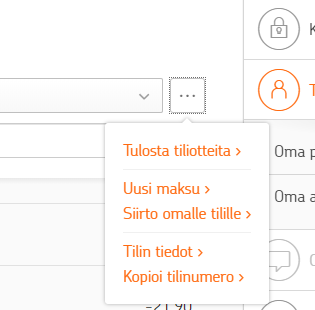 K
T
...
Tulosta tiliotteita >
Oma p
Uusi maksu >
Oma a
Siirto omalle tilille >
Tilin tiedot >
Kopioi tilinumero >